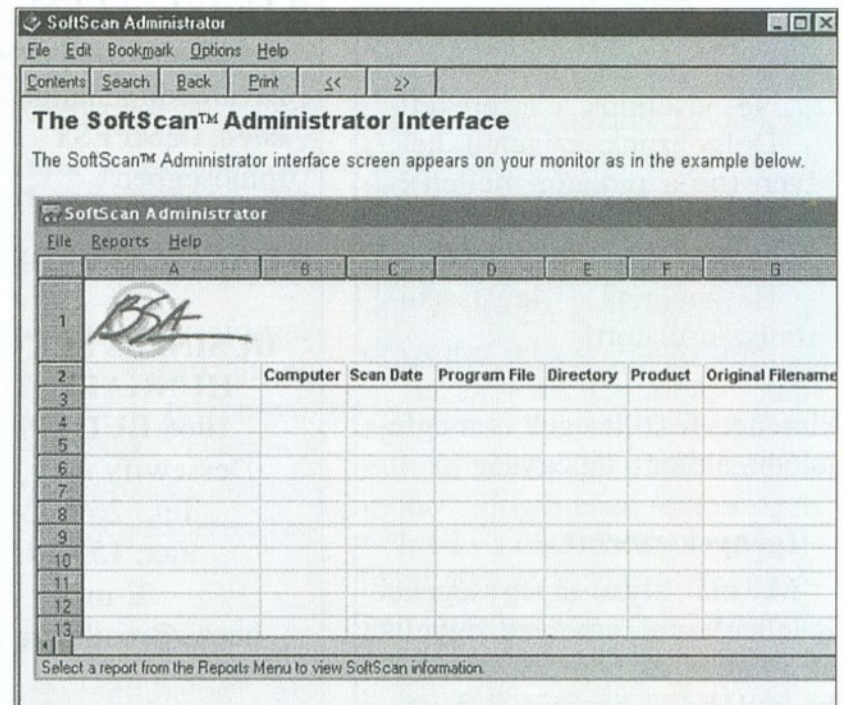 SoftScan Administrator
File Edit Bookmark Options Help
Contents Search Back Print << >>
The SoftScan™ Administrator Interface
The SoftScan™ Administrator interface screen appears on your monitor as in the example below.
SoftScan Administrator
File Reports Help
A B C D E F G
1 BSA
2 Computer Scan Date Program File Directory Product Original Filename
3
4
5
6
7
8
9
10
11
12
13
Select a report from the Reports Menu to view SoftScan information.